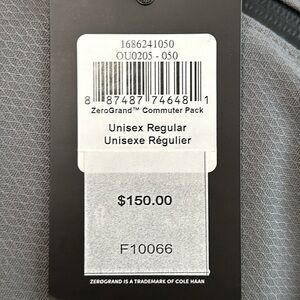 1686241050
OU0205 - 050
8 87487 74648 1
ZeroGrand™ Commuter Pack
Unisex Regular
Unisexe Régulier
$150.00
F10066
ZERØGRAND IS A TRADEMARK OF COLE HAAN